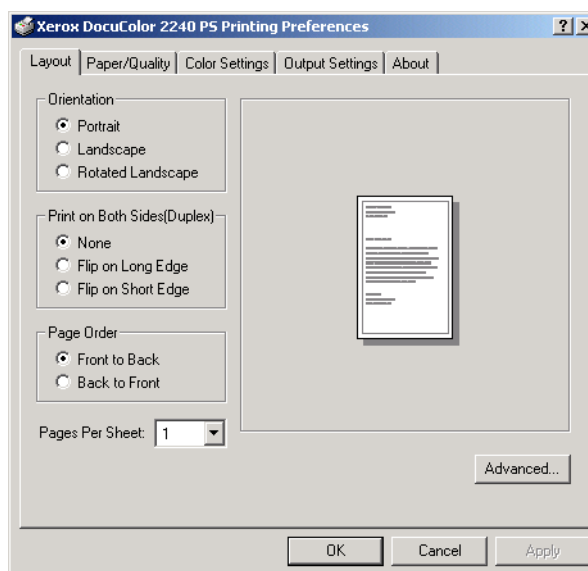 Xerox DocuColor 2240 PS Printing Preferences
Layout Paper/Quality Color Settings Output Settings About
Orientation
Portrait
Landscape
Rotated Landscape
Print on Both Sides(Duplex)
None
Flip on Long Edge
Flip on Short Edge
Page Order
Front to Back
Back to Front
Pages Per Sheet: 1
Advanced...
OK Cancel Apply